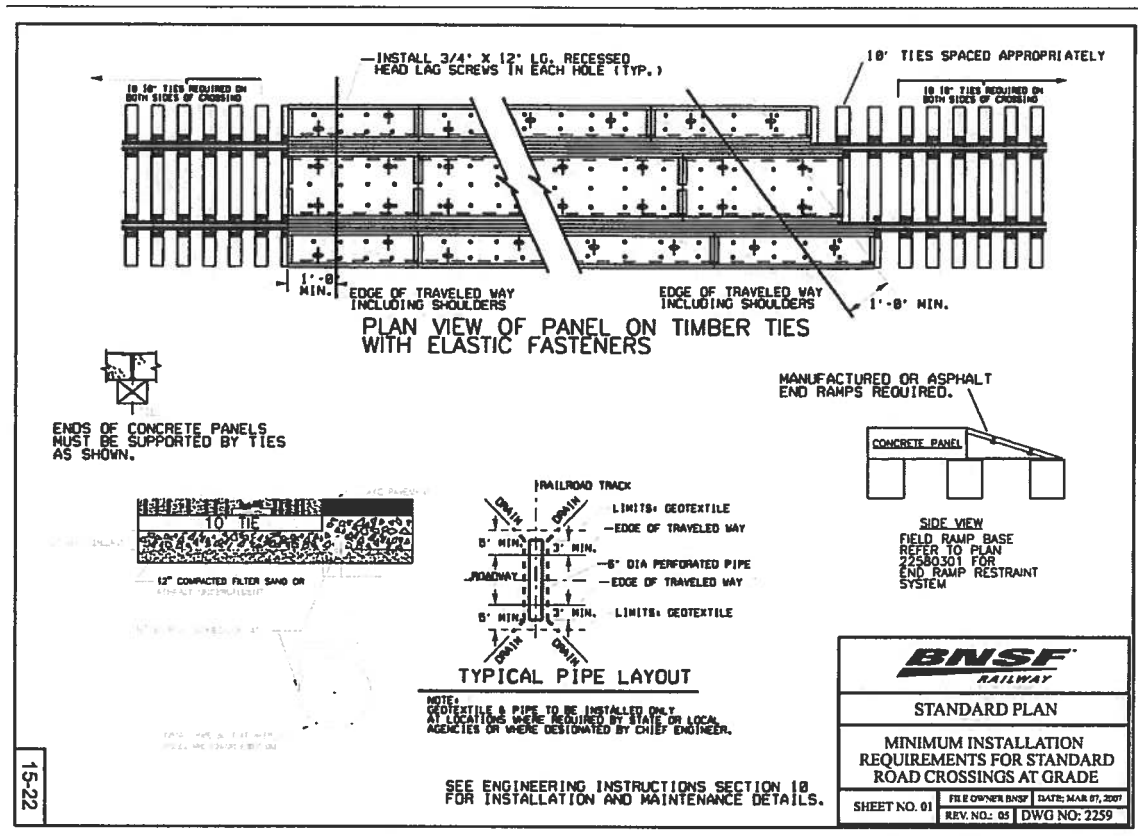 INSTALL 3/4" X 12" LG. RECESSED
HEAD LAG SCREWS IN EACH HOLE (TYP.)
10' TIES SPACED APPROPRIATELY
10 10' TIES REQUIRED ON
BOTH SIDES OF CROSSING
10 10' TIES REQUIRED ON
BOTH SIDES OF CROSSING
1'-0"
MIN.
EDGE OF TRAVELED WAY
INCLUDING SHOULDERS
EDGE OF TRAVELED WAY
INCLUDING SHOULDERS
1'-0" MIN.
PLAN VIEW OF PANEL ON TIMBER TIES
WITH ELASTIC FASTENERS
ENDS OF CONCRETE PANELS
MUST BE SUPPORTED BY TIES
AS SHOWN.
MANUFACTURED OR ASPHALT
END RAMPS REQUIRED.
CONCRETE PANEL
SIDE VIEW
FIELD RAMP BASE
REFER TO PLAN
22580301 FOR
END RAMP RESTRAINT
SYSTEM
10' TIE
12" COMPACTED FILTER SAND OR
RAILROAD TRACK
DRAIN
DRAIN
LIMITS: GEOTEXTILE
EDGE OF TRAVELED WAY
5' MIN.
3' MIN.
6" DIA PERFORATED PIPE
ROADWAY
EDGE OF TRAVELED WAY
5' MIN.
3' MIN.
LIMITS: GEOTEXTILE
DRAIN
DRAIN
TYPICAL PIPE LAYOUT
NOTE:
GEOTEXTILE & PIPE TO BE INSTALLED ONLY
AT LOCATIONS WHERE REQUIRED BY STATE OR LOCAL
AGENCIES OR WHERE DESIGNATED BY CHIEF ENGINEER.
SEE ENGINEERING INSTRUCTIONS SECTION 10
FOR INSTALLATION AND MAINTENANCE DETAILS.
15-22
BNSF
RAILWAY
STANDARD PLAN
MINIMUM INSTALLATION
REQUIREMENTS FOR STANDARD
ROAD CROSSINGS AT GRADE
SHEET NO. 01
FILE OWNER BNSF
DATE: MAR 07, 2007
REV. NO.: 05
DWG NO: 2259